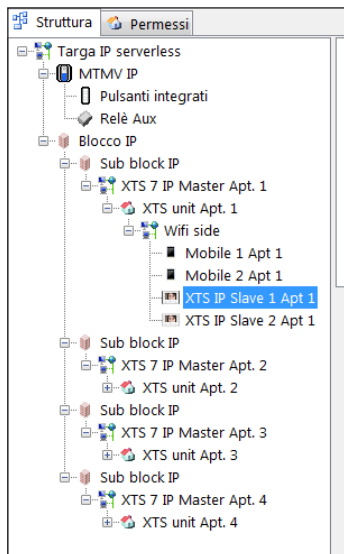 Struttura
Permessi
Targa IP serverless
MTMV IP
Pulsanti integrati
Relè Aux
Blocco IP
Sub block IP
XTS 7 IP Master Apt. 1
XTS unit Apt. 1
Wifi side
Mobile 1 Apt 1
Mobile 2 Apt 1
XTS IP Slave 1 Apt 1
XTS IP Slave 2 Apt 1
Sub block IP
XTS 7 IP Master Apt. 2
XTS unit Apt. 2
Sub block IP
XTS 7 IP Master Apt. 3
XTS unit Apt. 3
Sub block IP
XTS 7 IP Master Apt. 4
XTS unit Apt. 4